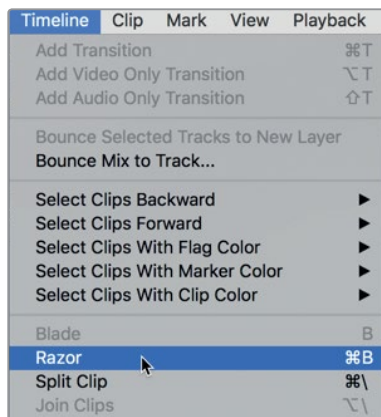 Timeline Clip Mark View Playback
Add Transition ⌘T
Add Video Only Transition ⌥T
Add Audio Only Transition ⇧T
Bounce Selected Tracks to New Layer
Bounce Mix to Track...
Select Clips Backward ▶
Select Clips Forward ▶
Select Clips With Flag Color ▶
Select Clips With Marker Color ▶
Select Clips With Clip Color ▶
Blade B
Razor ⌘B
Split Clip ⌘\
Join Clips ⌥\